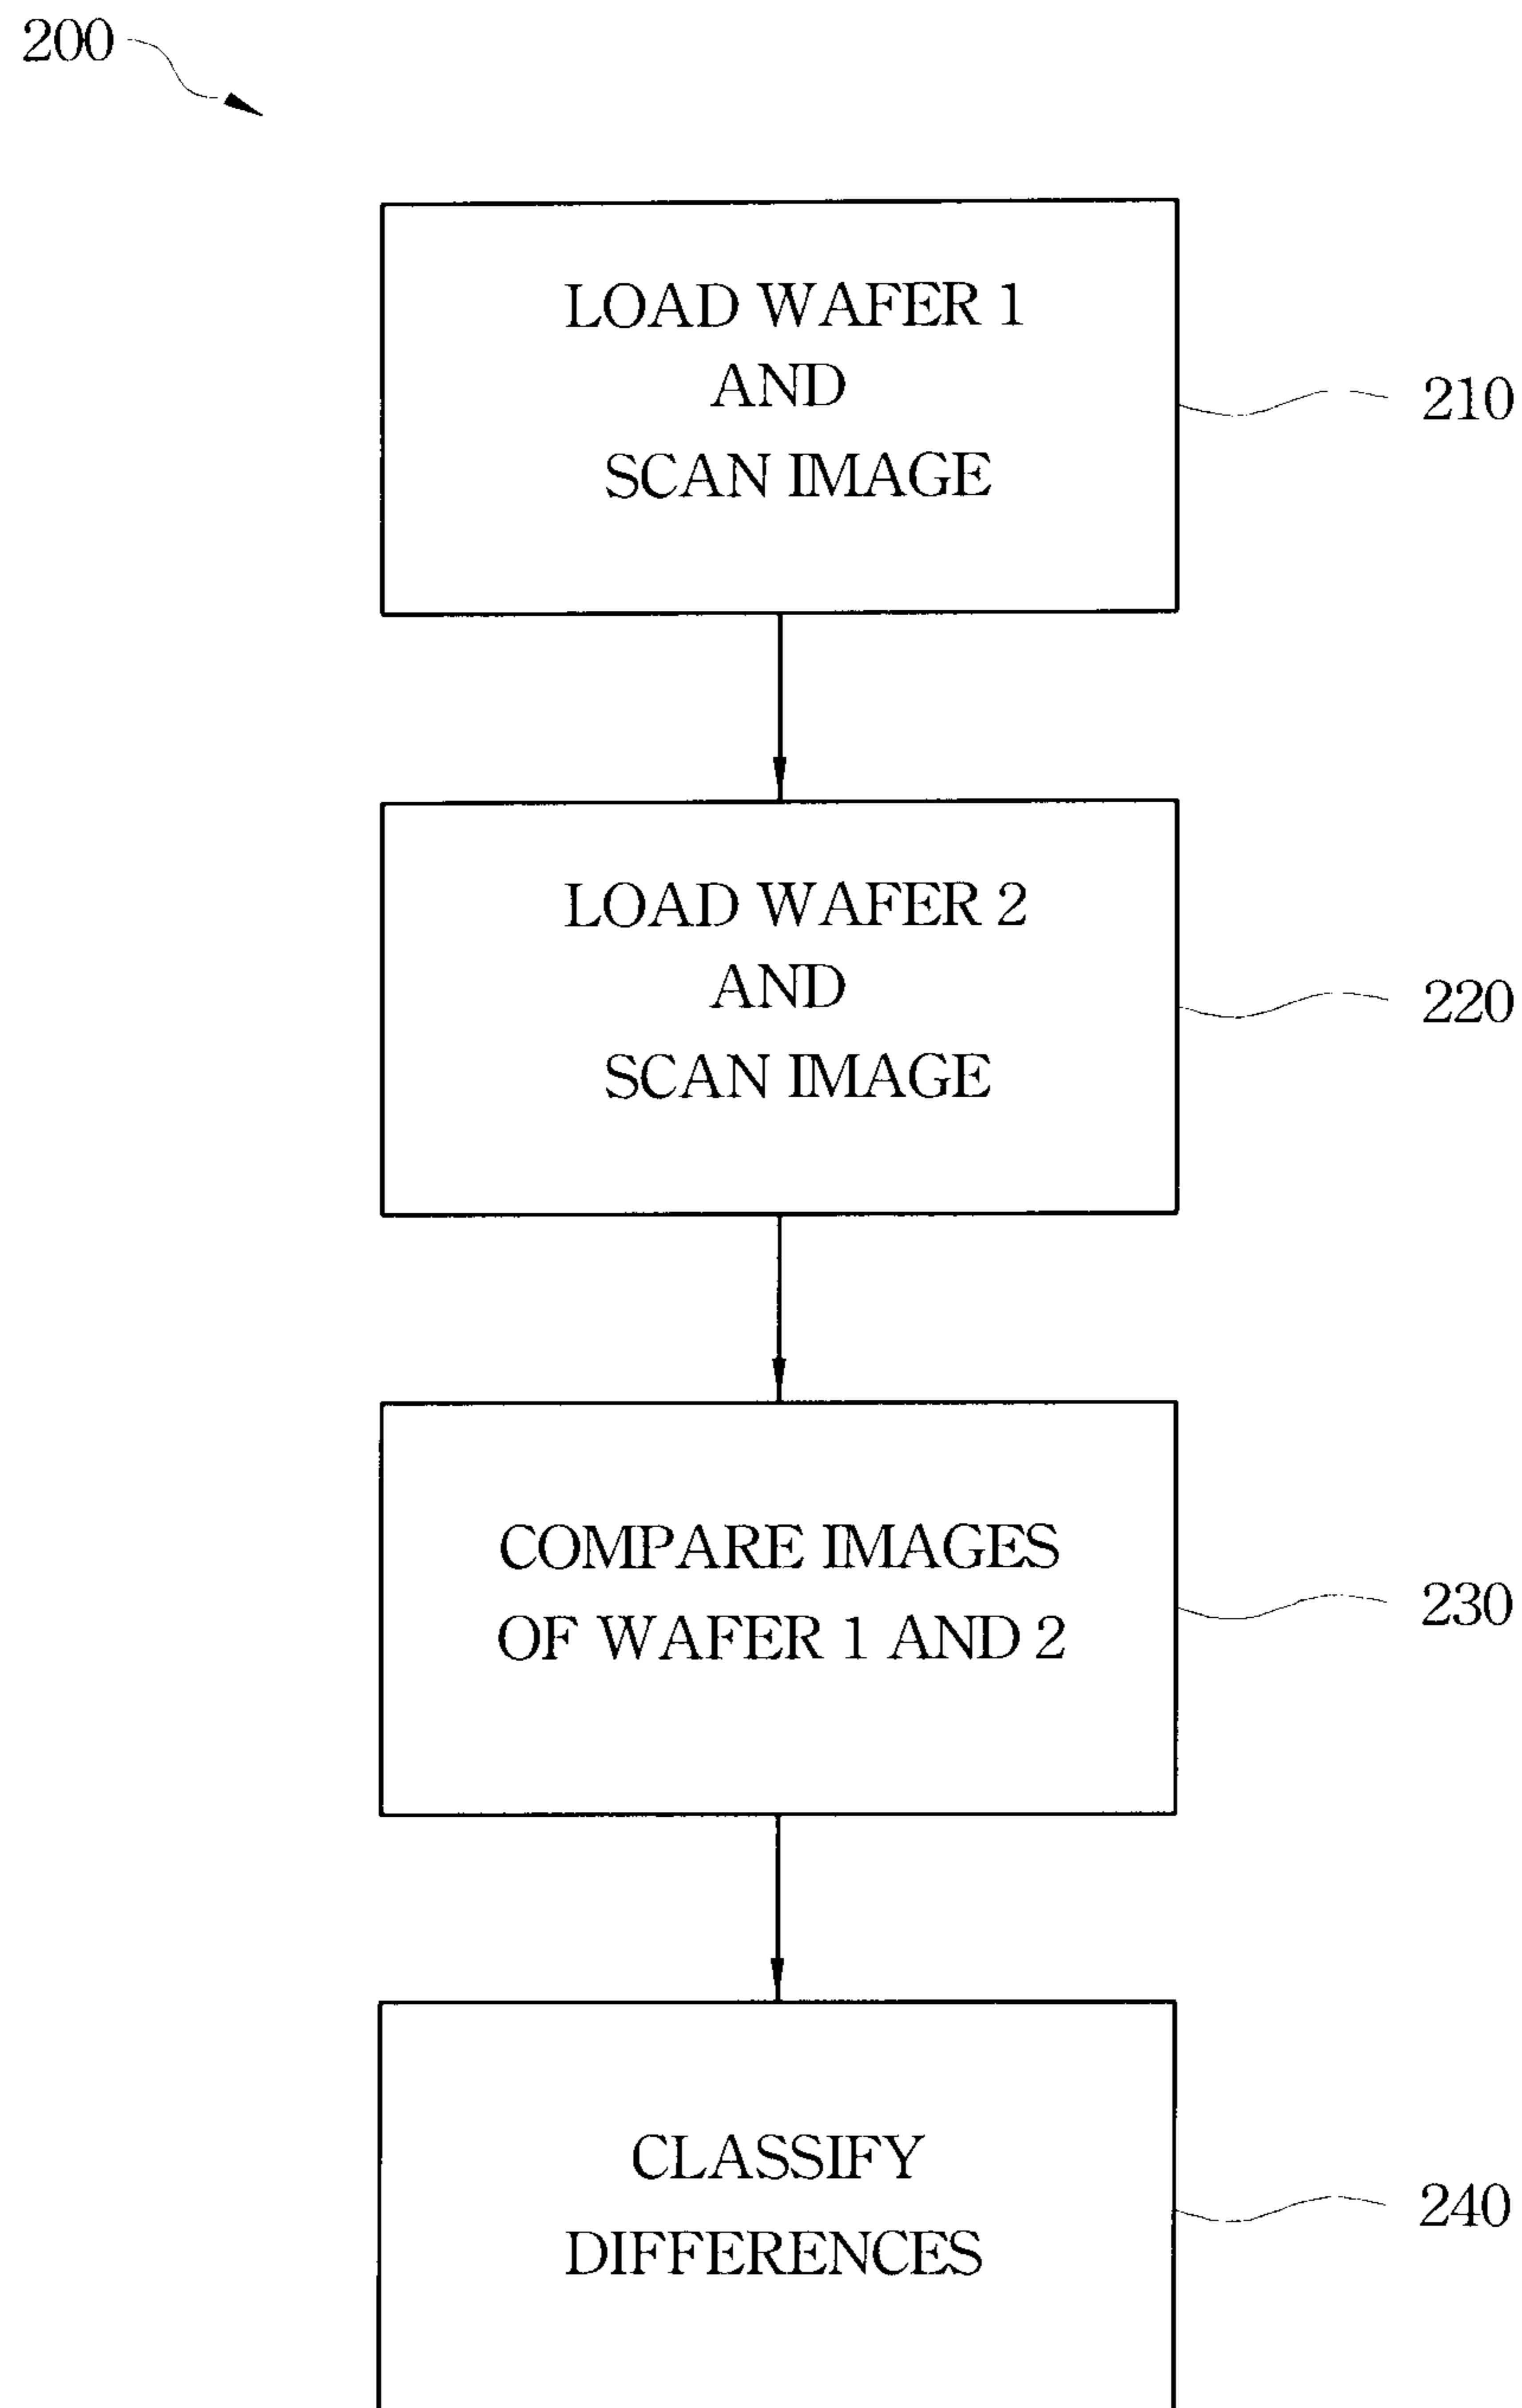 200
LOAD WAFER 1
AND
SCAN IMAGE
210
LOAD WAFER 2
AND
SCAN IMAGE
220
COMPARE IMAGES
OF WAFER 1 AND 2
230
CLASSIFY
DIFFERENCES
240